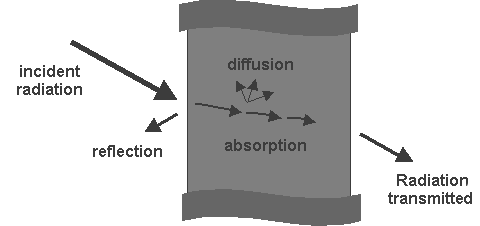 diffusion
incident
radiation
reflection
absorption
Radiation
transmitted